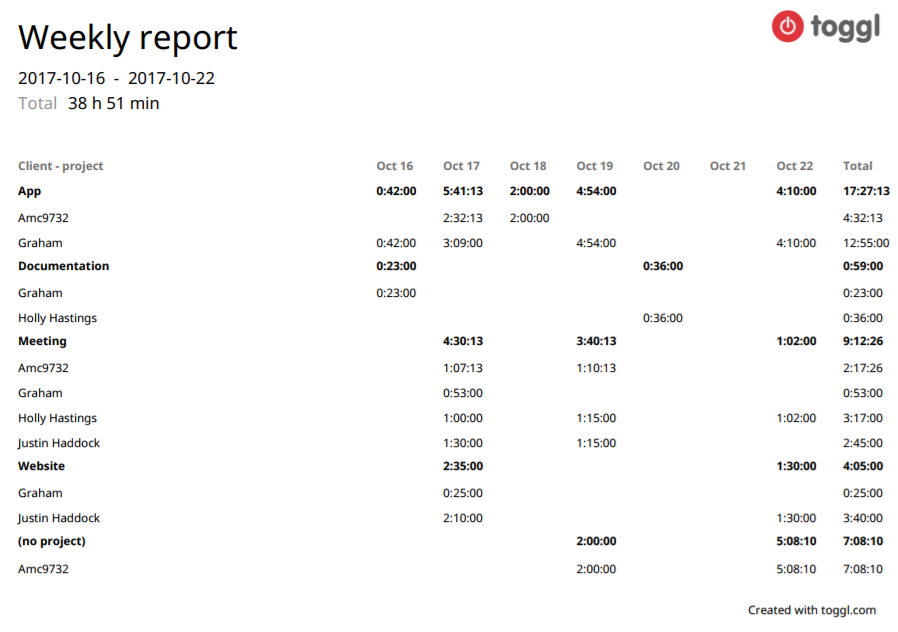 Weekly report
toggl
2017-10-16 - 2017-10-22
Total 38 h 51 min
Client - project Oct 16 Oct 17 Oct 18 Oct 19 Oct 20 Oct 21 Oct 22 Total
App 0:42:00 5:41:13 2:00:00 4:54:00 4:10:00 17:27:13
Amc9732 2:32:13 2:00:00 4:32:13
Graham 0:42:00 3:09:00 4:54:00 4:10:00 12:55:00
Documentation 0:23:00 0:36:00 0:59:00
Graham 0:23:00 0:23:00
Holly Hastings 0:36:00 0:36:00
Meeting 4:30:13 3:40:13 1:02:00 9:12:26
Amc9732 1:07:13 1:10:13 2:17:26
Graham 0:53:00 0:53:00
Holly Hastings 1:00:00 1:15:00 1:02:00 3:17:00
Justin Haddock 1:30:00 1:15:00 2:45:00
Website 2:35:00 1:30:00 4:05:00
Graham 0:25:00 0:25:00
Justin Haddock 2:10:00 1:30:00 3:40:00
(no project) 2:00:00 5:08:10 7:08:10
Amc9732 2:00:00 5:08:10 7:08:10
Created with toggl.com